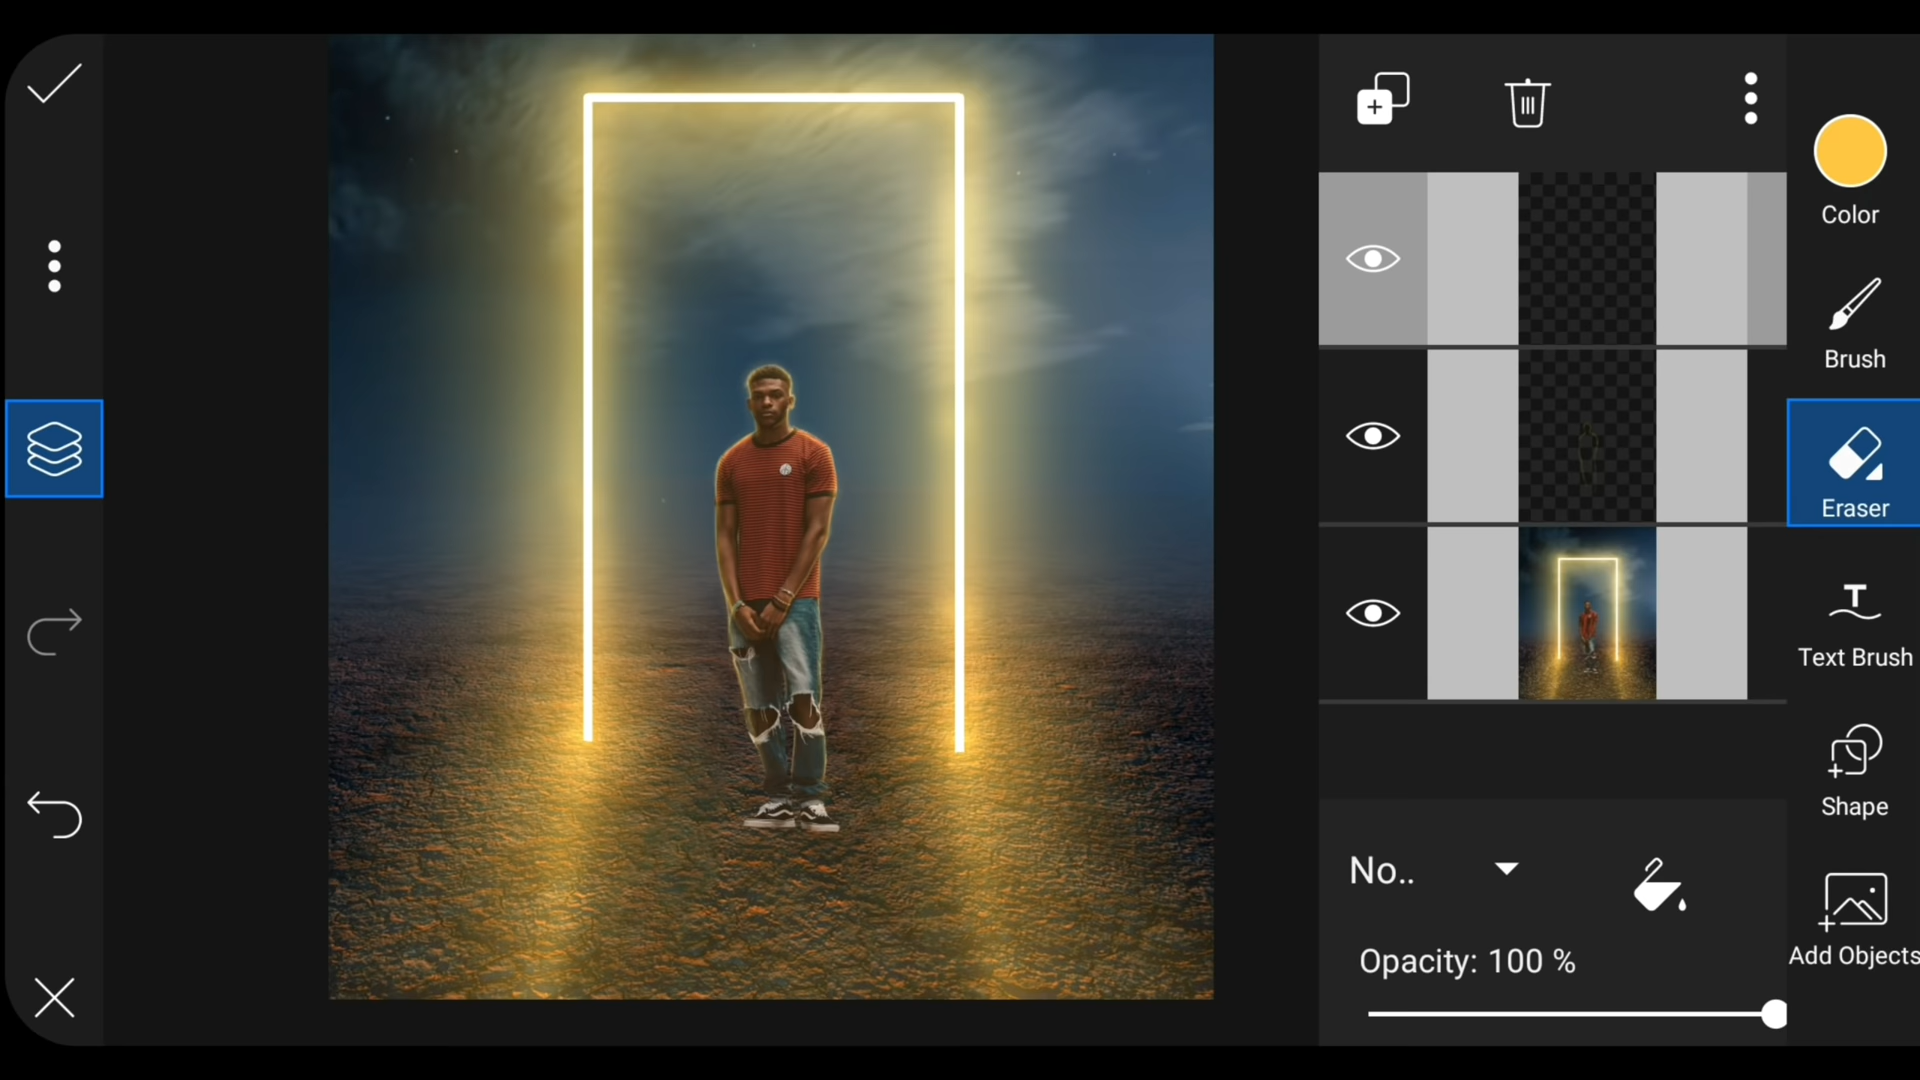 Color
Brush
Eraser
Text Brush
Shape
Add Objects
No..
Opacity: 100 %